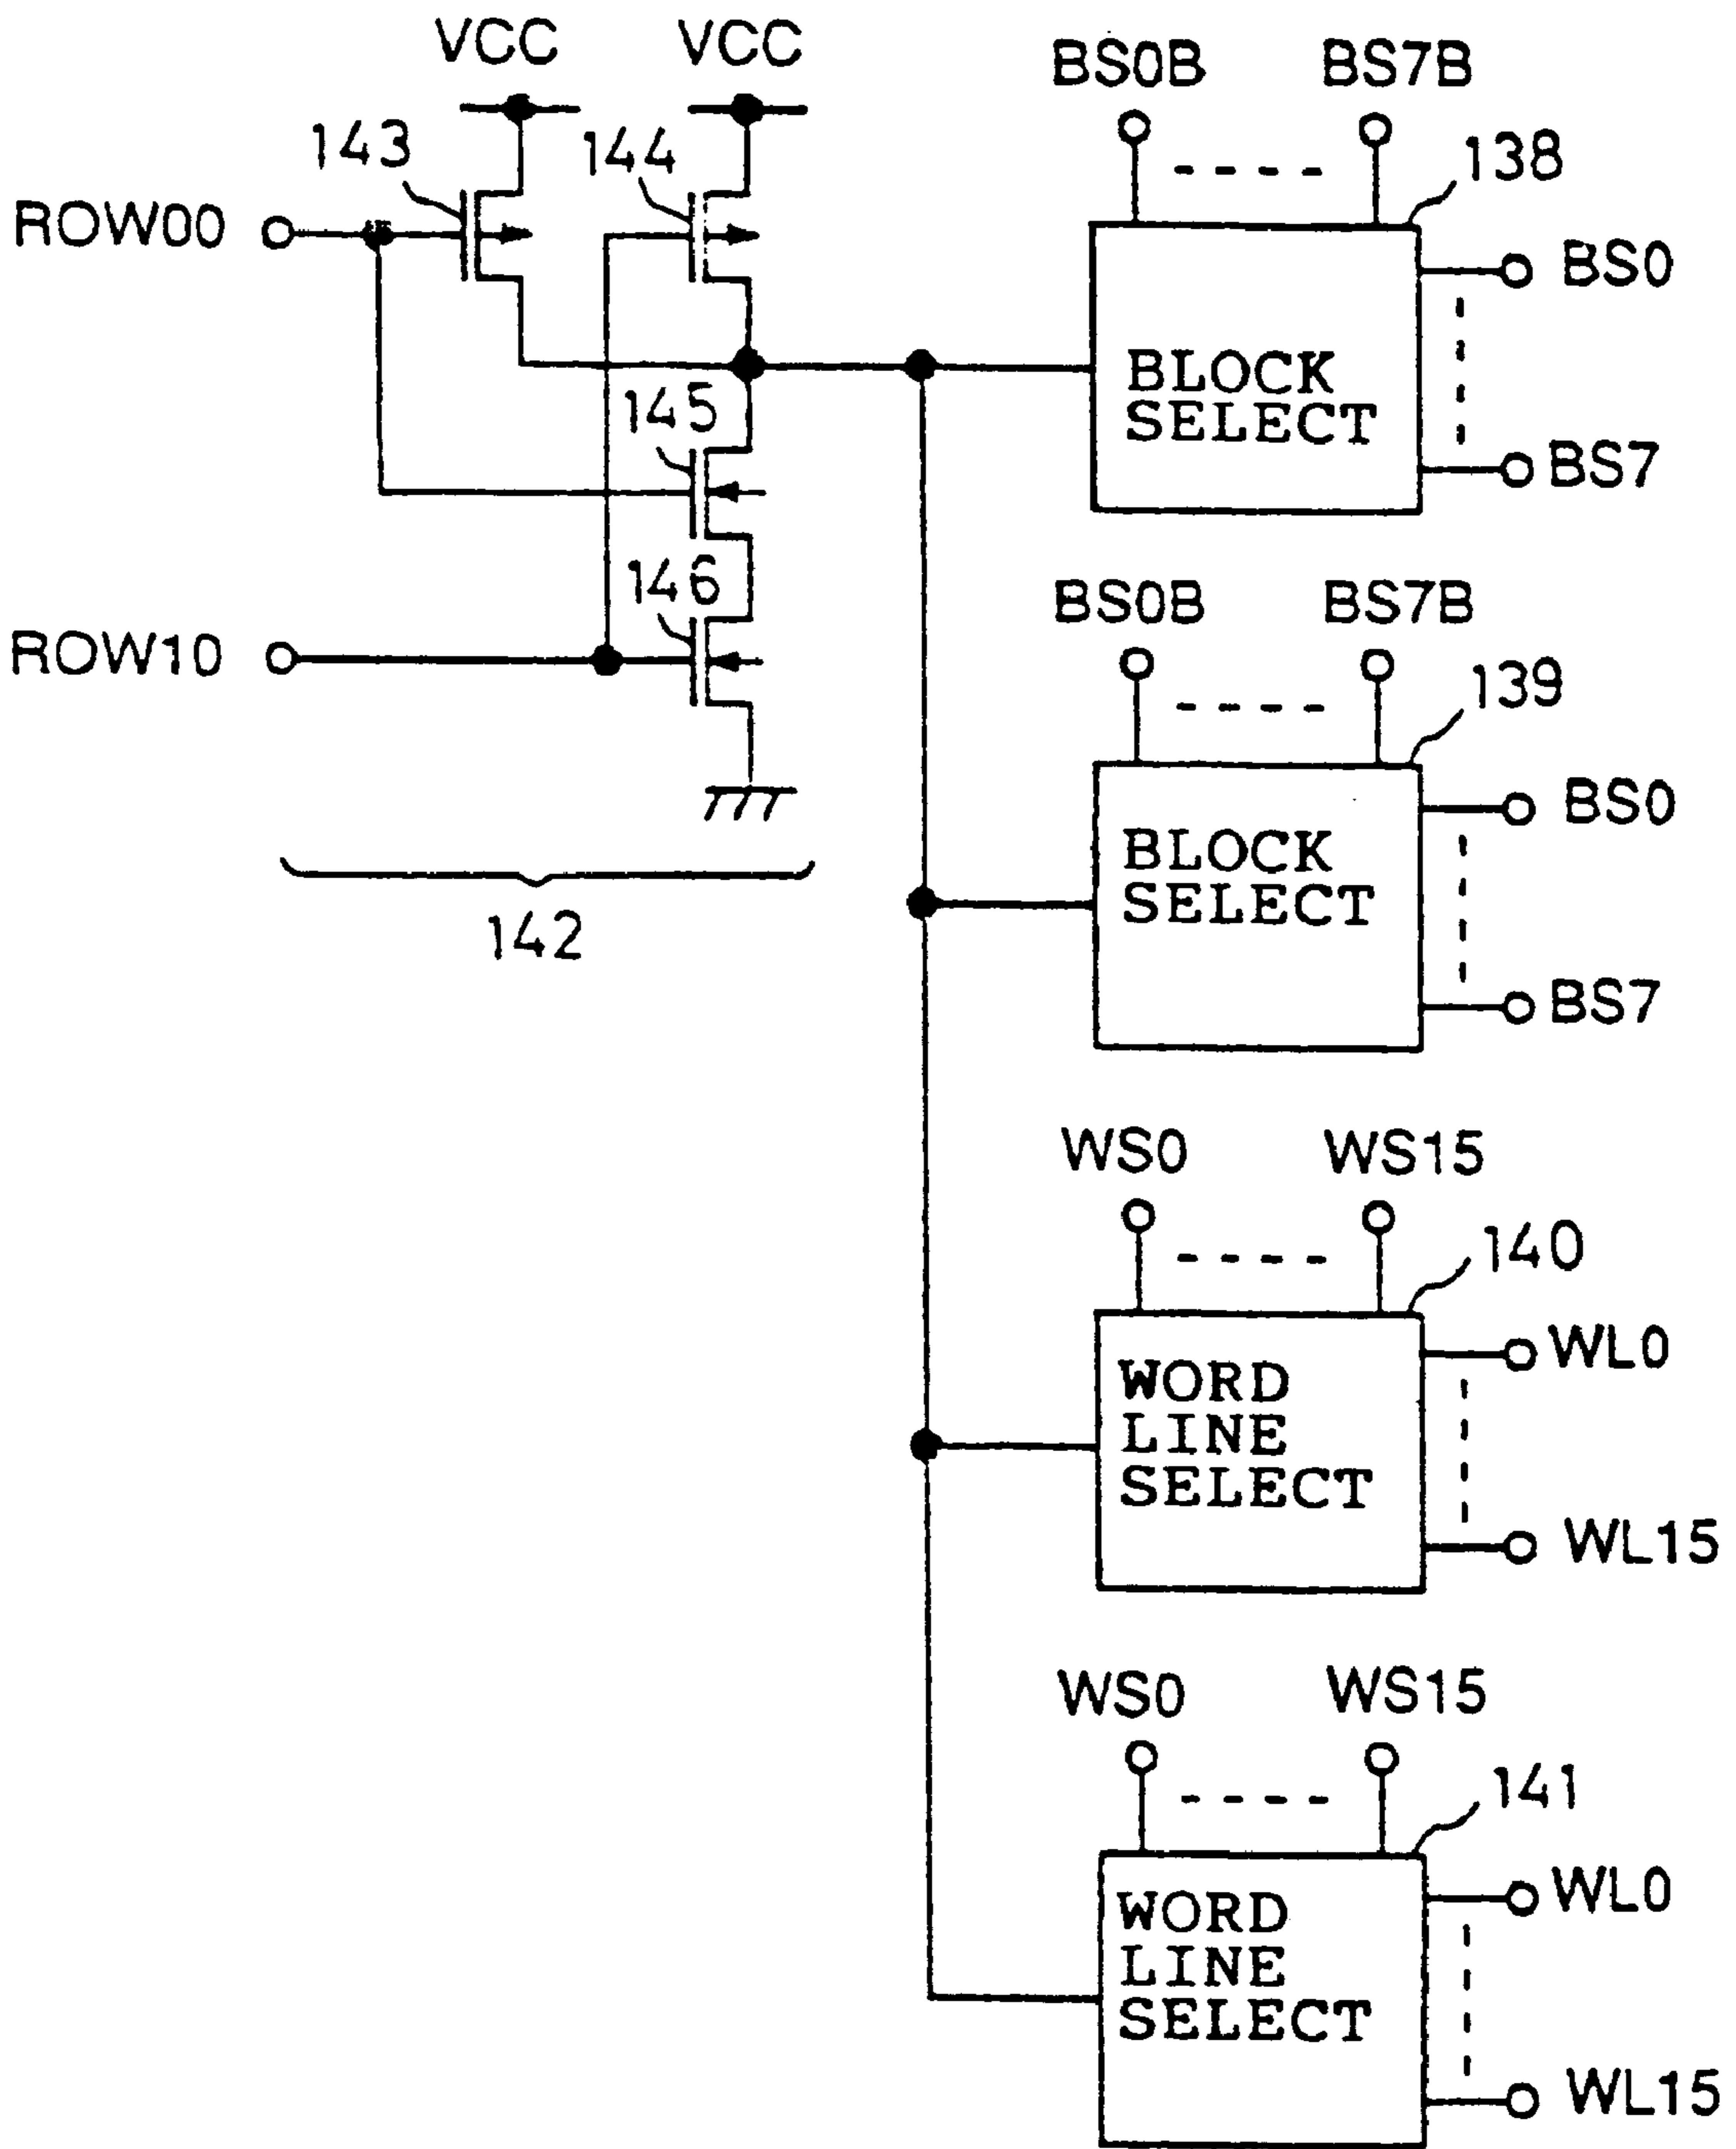 VCC VCC
BS0B BS7B
143 144 138
ROW00
BS0
BLOCK
SELECT
145
BS7
146
BS0B BS7B
ROW10
139
BS0
BLOCK
SELECT
142
BS7
WS0 WS15
140
WL0
WORD
LINE
SELECT
WL15
WS0 WS15
141
WL0
WORD
LINE
SELECT
WL15